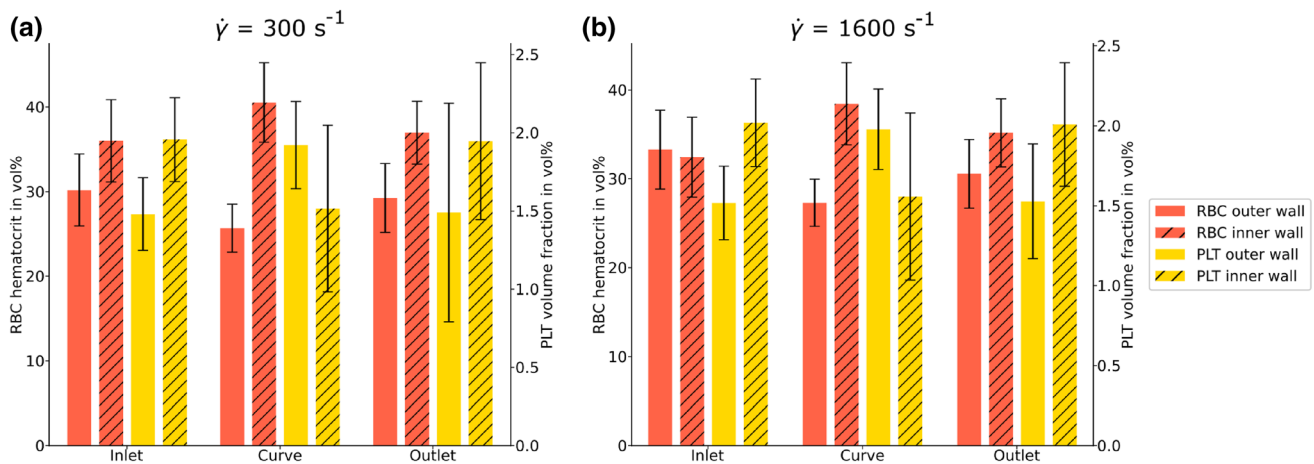 (a)
γ̇ = 300 s⁻¹
RBC hematocrit in vol%
40
30
20
10
0
Inlet Curve Outlet
2.5
2.0
1.5
1.0
0.5
0.0
PLT volume fraction in vol%
(b)
γ̇ = 1600 s⁻¹
RBC hematocrit in vol%
40
30
20
10
0
Inlet Curve Outlet
2.5
2.0
1.5
1.0
0.5
0.0
PLT volume fraction in vol%
RBC outer wall
RBC inner wall
PLT outer wall
PLT inner wall